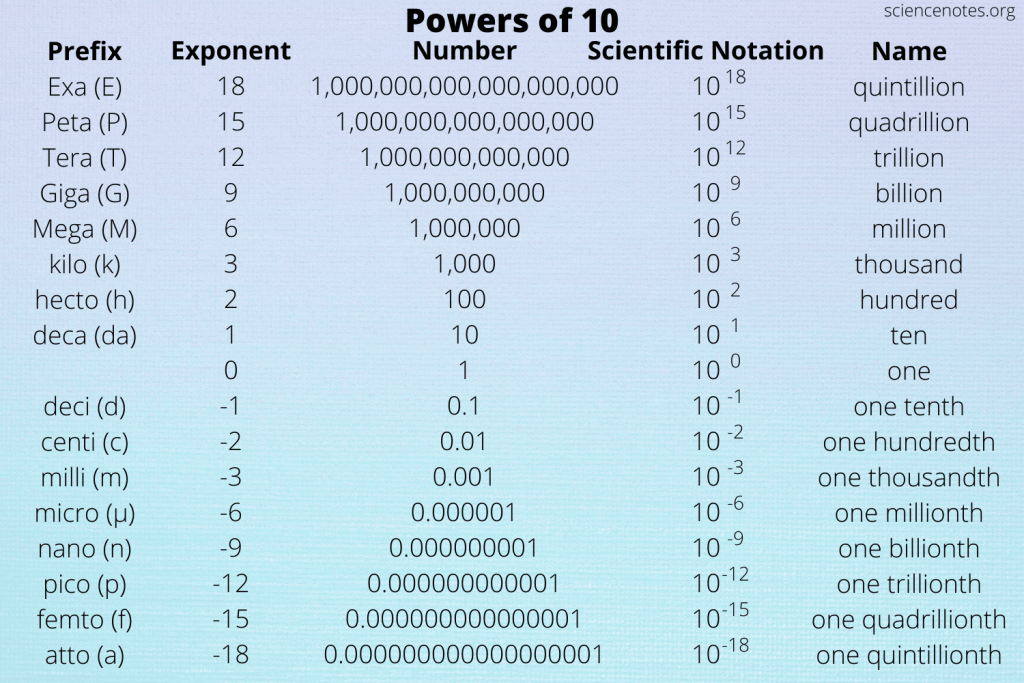 sciencenotes.org
Powers of 10
Prefix Exponent Number Scientific Notation Name
Exa (E) 18 1,000,000,000,000,000,000 10 18 quintillion
Peta (P) 15 1,000,000,000,000,000 10 15 quadrillion
Tera (T) 12 1,000,000,000,000 10 12 trillion
Giga (G) 9 1,000,000,000 10 9 billion
Mega (M) 6 1,000,000 10 6 million
kilo (k) 3 1,000 10 3 thousand
hecto (h) 2 100 10 2 hundred
deca (da) 1 10 10 1 ten
0 1 10 0 one
deci (d) -1 0.1 10 -1 one tenth
centi (c) -2 0.01 10 -2 one hundredth
milli (m) -3 0.001 10 -3 one thousandth
micro (µ) -6 0.000001 10 -6 one millionth
nano (n) -9 0.000000001 10 -9 one billionth
pico (p) -12 0.000000000001 10 -12 one trillionth
femto (f) -15 0.000000000000001 10 -15 one quadrillionth
atto (a) -18 0.000000000000000001 10 -18 one quintillionth